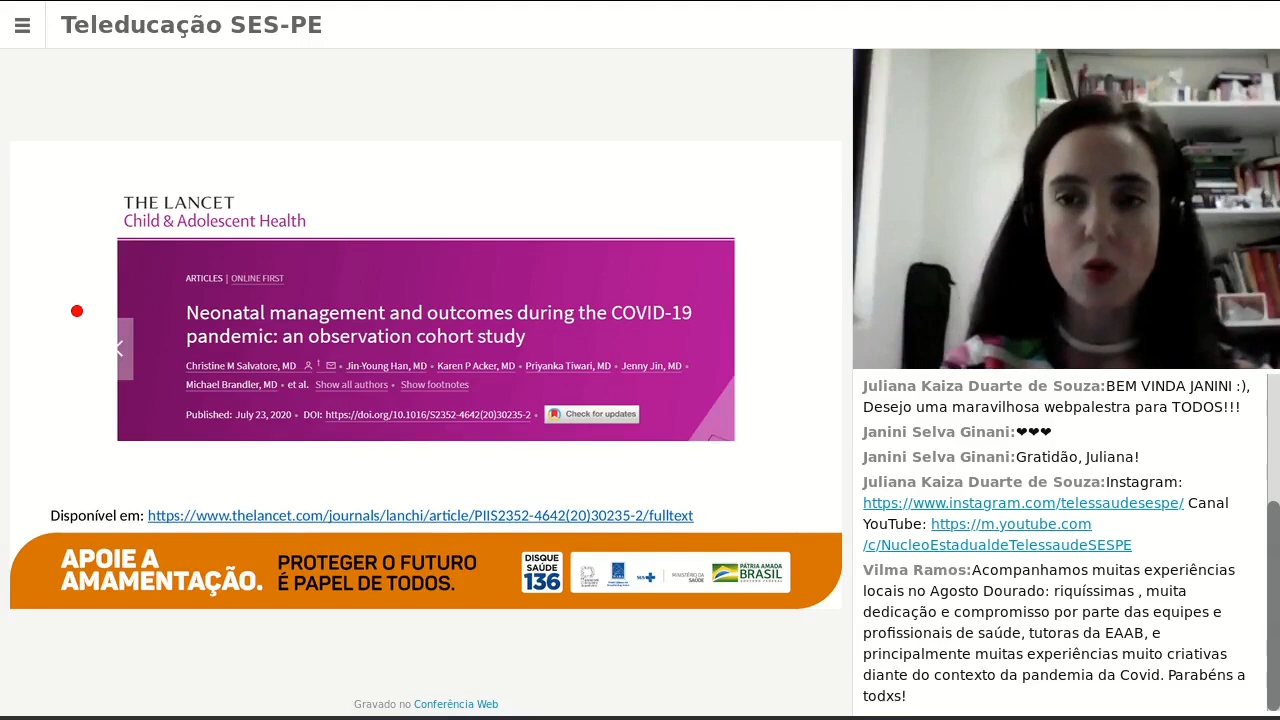 Teleducação SES-PE
THE LANCET
Child & Adolescent Health
ARTICLES | ONLINE FIRST
Neonatal management and outcomes during the COVID-19
pandemic: an observation cohort study
Christine M Salvatore, MD • Jin-Young Han, MD • Karen P Acker, MD • Priyanka Tiwari, MD • Jenny Jin, MD •
Michael Brandler, MD • et al. Show all authors • Show footnotes
Published: July 23, 2020 • DOI: https://doi.org/10.1016/S2352-4642(20)30235-2 • Check for updates
Disponível em: https://www.thelancet.com/journals/lanchi/article/PIIS2352-4642(20)30235-2/fulltext
APOIE A
AMAMENTAÇÃO.
PROTEGER O FUTURO
É PAPEL DE TODOS.
DISQUE
SAÚDE
136
SUS
MINISTÉRIO DA
SAÚDE
PÁTRIA AMADA
BRASIL
Gravado no Conferência Web
Juliana Kaiza Duarte de Souza:BEM VINDA JANINI :),
Desejo uma maravilhosa webpalestra para TODOS!!!
Janini Selva Ginani:❤❤❤
Janini Selva Ginani:Gratidão, Juliana!
Juliana Kaiza Duarte de Souza:Instagram:
https://www.instagram.com/telessaudesespe/ Canal
YouTube: https://m.youtube.com
/c/NucleoEstadualdeTelessaudeSESPE
Vilma Ramos:Acompanhamos muitas experiências
locais no Agosto Dourado: riquíssimas , muita
dedicação e compromisso por parte das equipes e
profissionais de saúde, tutoras da EAAB, e
principalmente muitas experiências muito criativas
diante do contexto da pandemia da Covid. Parabéns a
todxs!